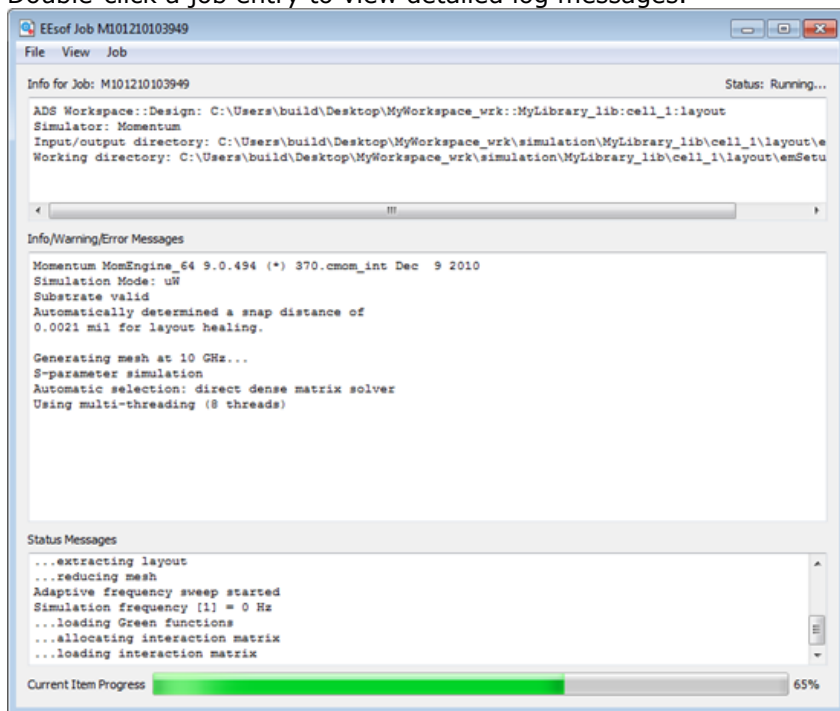 Double-click a job entry to view detailed log messages.
EEsof Job M101210103949
File View Job
Info for Job: M101210103949 Status: Running...
ADS Workspace::Design: C:\Users\build\Desktop\MyWorkspace_wrk::MyLibrary_lib:cell_1:layout
Simulator: Momentum
Input/output directory: C:\Users\build\Desktop\MyWorkspace_wrk\simulation\MyLibrary_lib\cell_1\layout\e
Working directory: C:\Users\build\Desktop\MyWorkspace_wrk\simulation\MyLibrary_lib\cell_1\layout\emSetu
Info/Warning/Error Messages
Momentum MomEngine_64 9.0.494 (*) 370.cmom_int Dec 9 2010
Simulation Mode: uW
Substrate valid
Automatically determined a snap distance of
0.0021 mil for layout healing.
Generating mesh at 10 GHz...
S-parameter simulation
Automatic selection: direct dense matrix solver
Using multi-threading (8 threads)
Status Messages
...extracting layout
...reducing mesh
Adaptive frequency sweep started
Simulation frequency [1] = 0 Hz
...loading Green functions
...allocating interaction matrix
...loading interaction matrix
Current Item Progress 65%